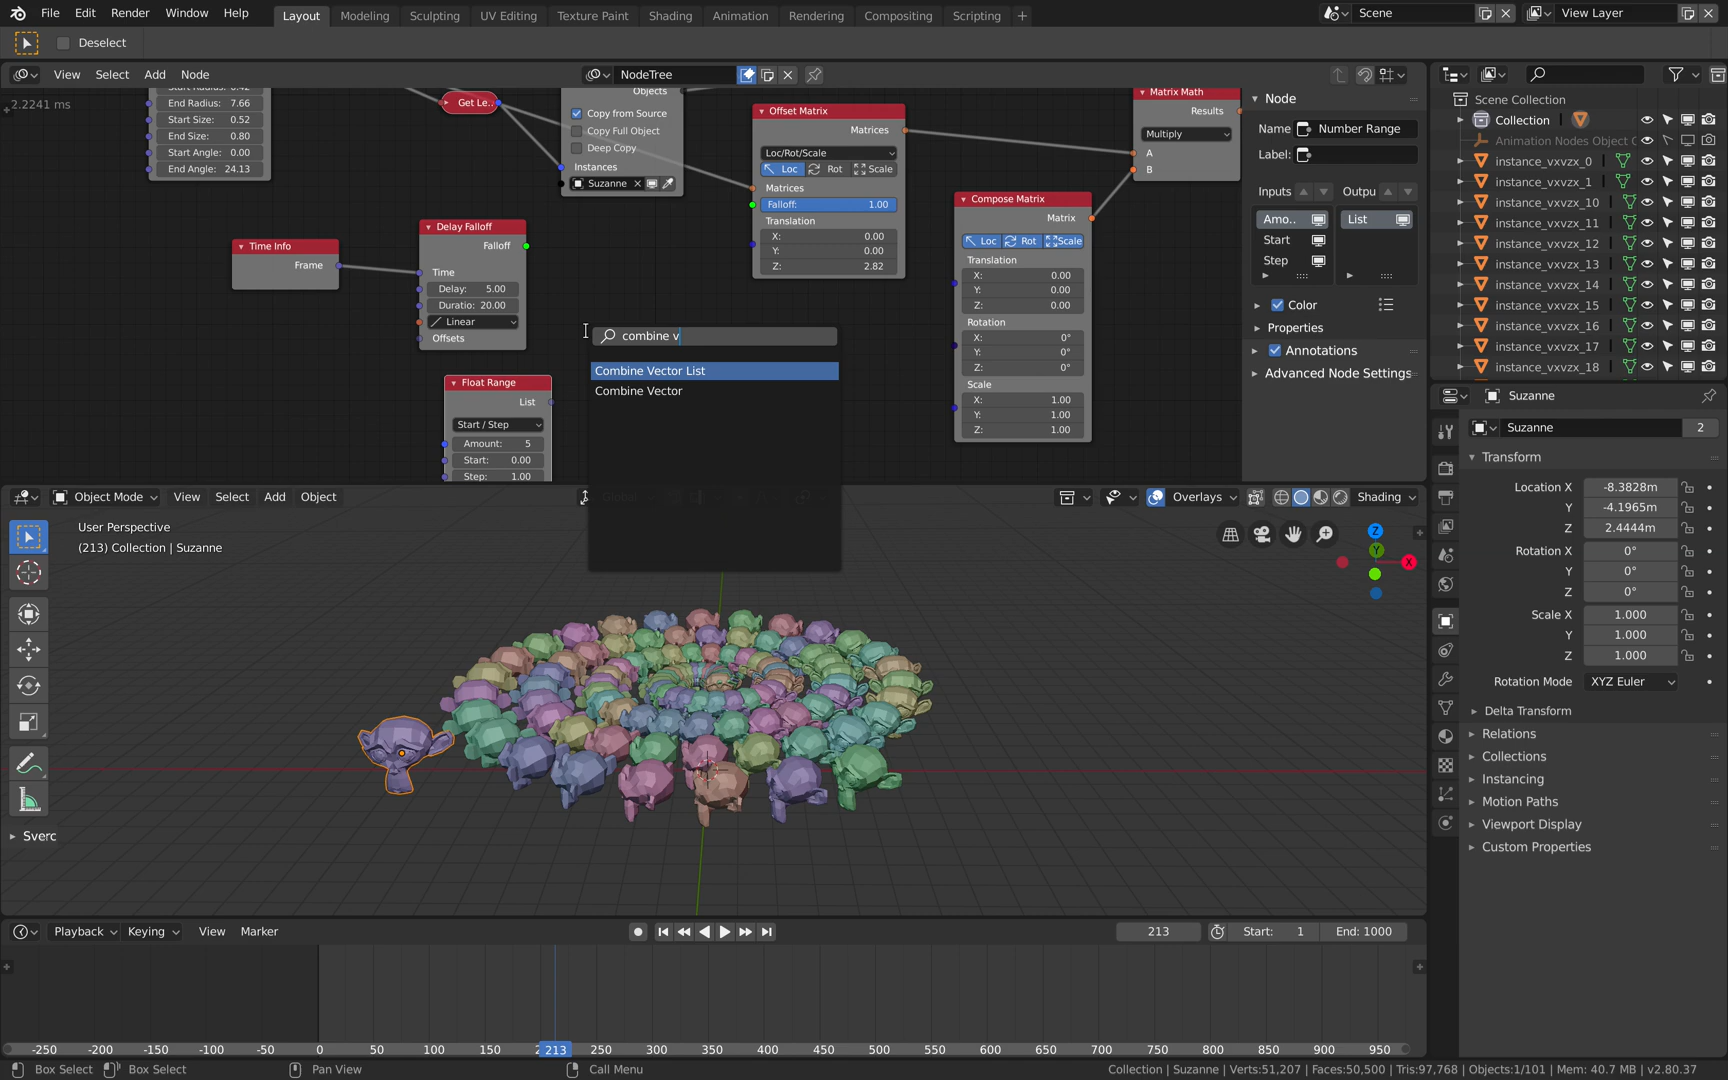 File Edit Render Window Help Layout Modeling Sculpting UV Editing Texture Paint Shading Animation Rendering Compositing Scripting + Scene View Layer
Deselect
View Select Add Node NodeTree
2.2241 ms
End Radius: 7.66
Start Size: 0.52
End Size: 0.80
Start Angle: 0.00
End Angle: 24.13
Get Le..
Objects
Copy from Source
Copy Full Object
Deep Copy
Instances
Suzanne
Offset Matrix
Matrices
Loc/Rot/Scale
Loc Rot Scale
Matrices
Falloff: 1.00
Translation
X: 0.00
Y: 0.00
Z: 2.82
Matrix Math
Results
Multiply
A
B
Compose Matrix
Matrix
Loc Rot Scale
Translation
X: 0.00
Y: 0.00
Z: 0.00
Rotation
X: 0°
Y: 0°
Z: 0°
Scale
X: 1.00
Y: 1.00
Z: 1.00
Time Info
Frame
Delay Falloff
Falloff
Time
Delay: 5.00
Duratio: 20.00
Linear
Offsets
Float Range
List
Start / Step
Amount: 5
Start: 0.00
Step: 1.00
combine v
Combine Vector List
Combine Vector
Node
Name Number Range
Label:
Inputs Outpu
Amo.. List
Start
Step
Color
Properties
Annotations
Advanced Node Settings
Scene Collection
Collection
Animation Nodes Object C
instance_vxvzx_0
instance_vxvzx_1
instance_vxvzx_10
instance_vxvzx_11
instance_vxvzx_12
instance_vxvzx_13
instance_vxvzx_14
instance_vxvzx_15
instance_vxvzx_16
instance_vxvzx_17
instance_vxvzx_18
Suzanne
Suzanne 2
Transform
Location X -8.3828m
Y -4.1965m
Z 2.4444m
Rotation X 0°
Y 0°
Z 0°
Scale X 1.000
Y 1.000
Z 1.000
Rotation Mode XYZ Euler
Delta Transform
Relations
Collections
Instancing
Motion Paths
Viewport Display
Custom Properties
Object Mode View Select Add Object Global Overlays Shading
User Perspective
(213) Collection | Suzanne
Z
Y
X
Sverc
Playback Keying View Marker 213 Start: 1 End: 1000
-250 -200 -150 -100 -50 0 50 100 150 213 250 300 350 400 450 500 550 600 650 700 750 800 850 900 950
Box Select Box Select Pan View Call Menu Collection | Suzanne | Verts:51,207 | Faces:50,500 | Tris:97,768 | Objects:1/101 | Mem: 40.7 MB | v2.80.37